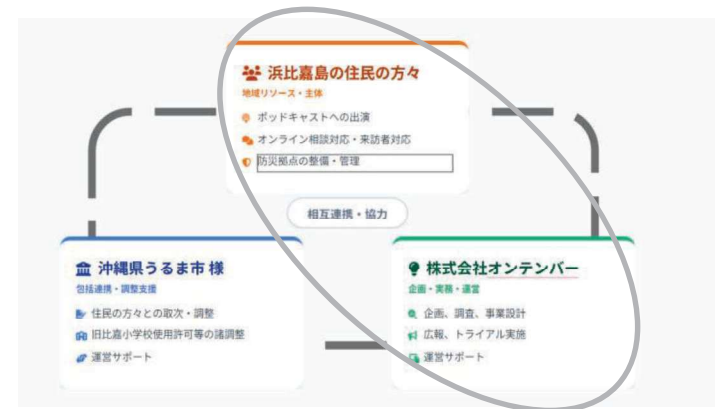 浜比嘉島の住民の方々
地域リソース・主体
ポッドキャストへの出演
オンライン相談対応・来訪者対応
防災拠点の整備・管理
相互連携・協力
沖縄県うるま市 様
包括連携・調整支援
住民の方々との取次・調整
旧比嘉小学校使用許可等の諸調整
運営サポート
株式会社オンテンバー
企画・実務・運営
企画、調査、事業設計
広報、トライアル実施
運営サポート